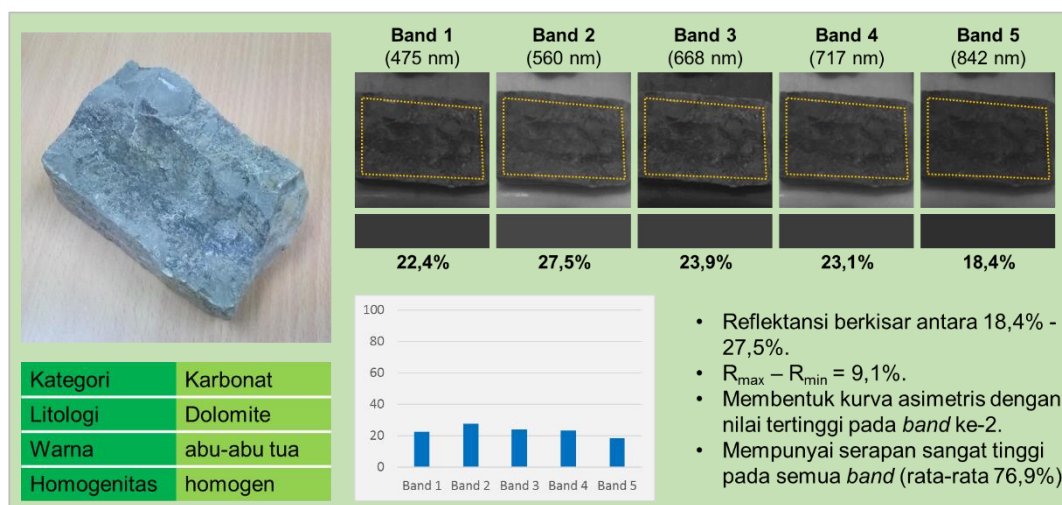 Band 1
(475 nm)
Band 2
(560 nm)
Band 3
(668 nm)
Band 4
(717 nm)
Band 5
(842 nm)
22,4%
27,5%
23,9%
23,1%
18,4%
Kategori Karbonat
Litologi Dolomite
Warna abu-abu tua
Homogenitas homogen
100
80
60
40
20
0
Band 1 Band 2 Band 3 Band 4 Band 5
• Reflektansi berkisar antara 18,4% -
27,5%.
• Rmax – Rmin = 9,1%.
• Membentuk kurva asimetris dengan
nilai tertinggi pada band ke-2.
• Mempunyai serapan sangat tinggi
pada semua band (rata-rata 76,9%)